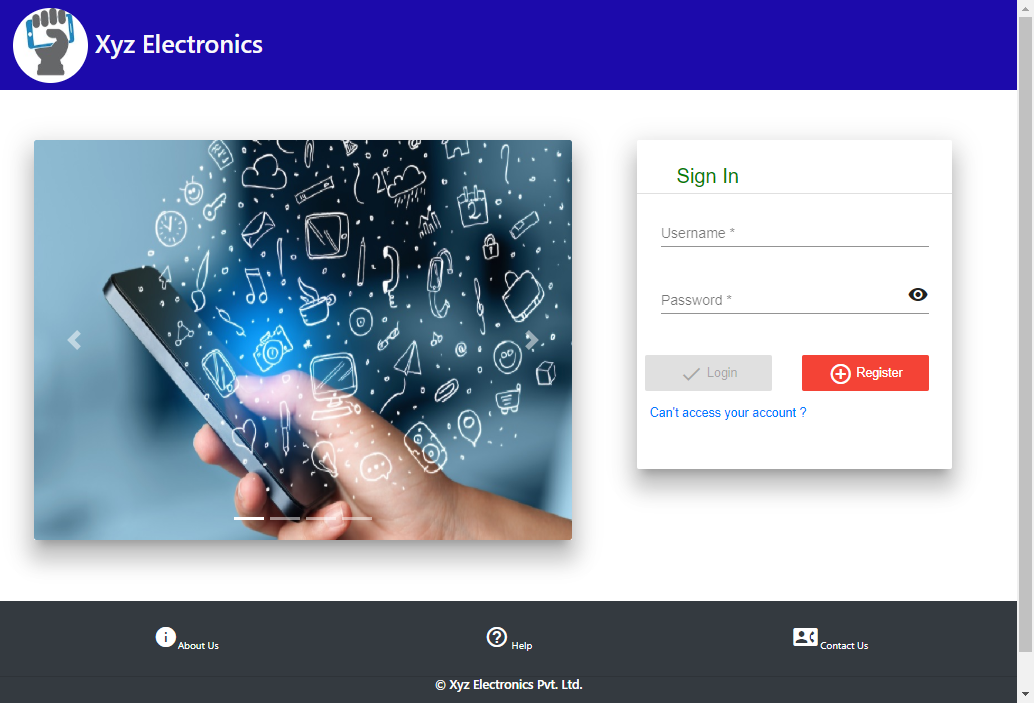 Xyz Electronics
Sign In
Username *
Password *
Login
Register
Can't access your account ?
About Us
Help
Contact Us
© Xyz Electronics Pvt. Ltd.